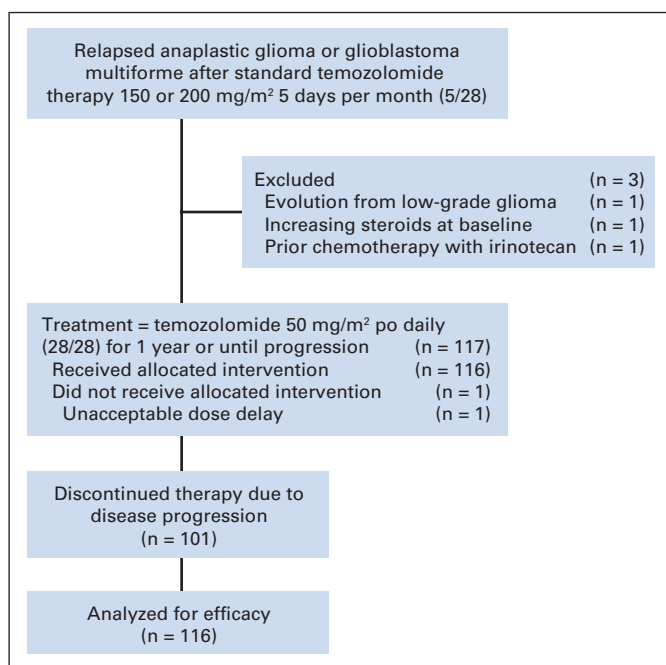 Relapsed anaplastic glioma or glioblastoma
multiforme after standard temozolomide
therapy 150 or 200 mg/m² 5 days per month (5/28)
Excluded (n = 3)
Evolution from low-grade glioma (n = 1)
Increasing steroids at baseline (n = 1)
Prior chemotherapy with irinotecan (n = 1)
Treatment = temozolomide 50 mg/m² po daily
(28/28) for 1 year or until progression (n = 117)
Received allocated intervention (n = 116)
Did not receive allocated intervention (n = 1)
Unacceptable dose delay (n = 1)
Discontinued therapy due to
disease progression
(n = 101)
Analyzed for efficacy
(n = 116)